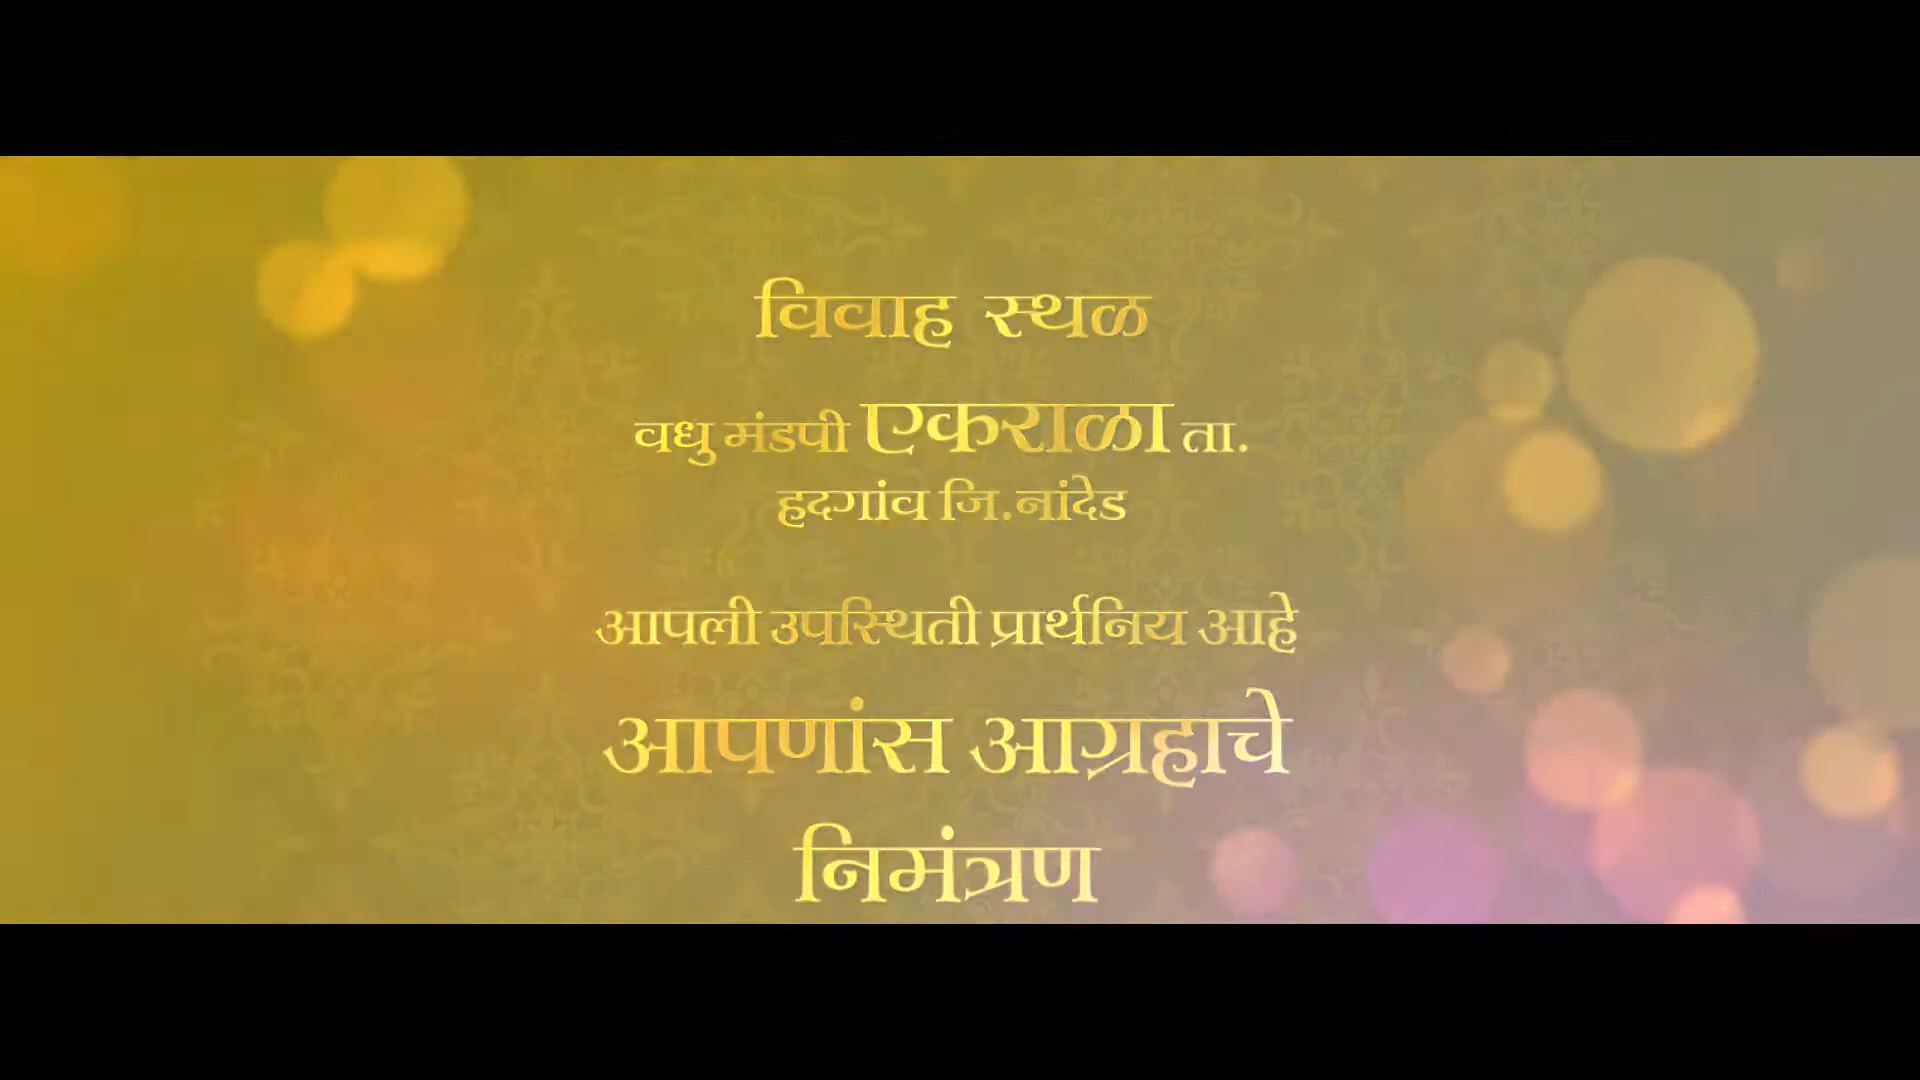 विवाह स्थळ
वधु मंडपी एकराळा ता.
हदगांव जि.नांदेड
आपली उपस्थिती प्रार्थनिय आहे
आपणांस आग्रहाचे
निमंत्रण